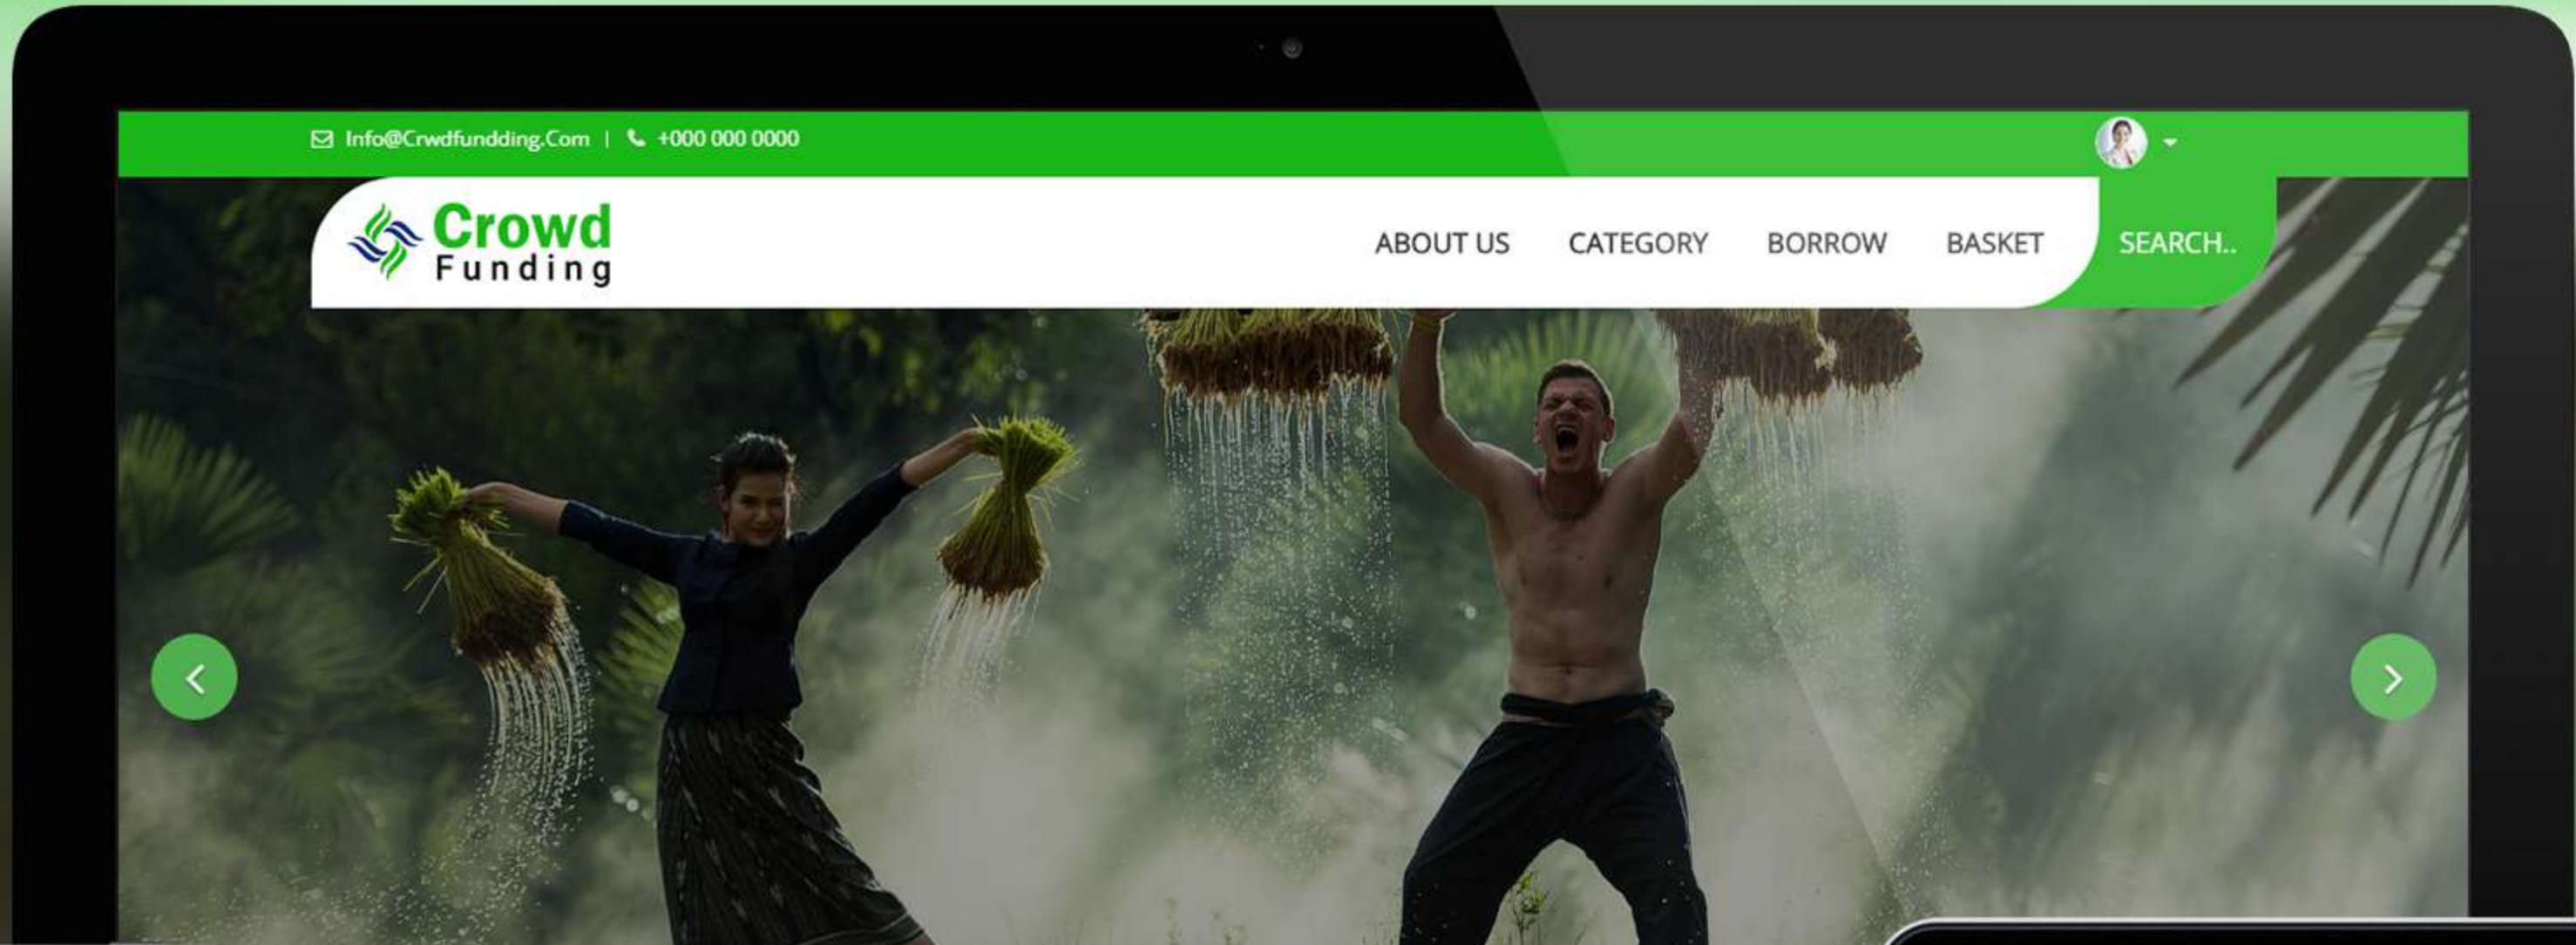 Info@Crwdfundding.Com | +000 000 0000
Crowd
Funding
ABOUT US CATEGORY BORROW BASKET SEARCH..